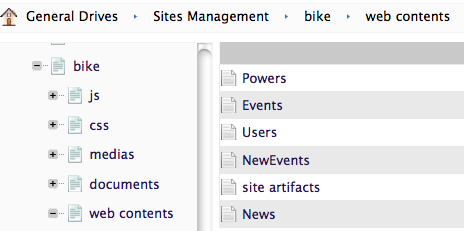 General Drives Sites Management bike web contents
bike
js
css
medias
documents
web contents
Powers
Events
Users
NewEvents
site artifacts
News